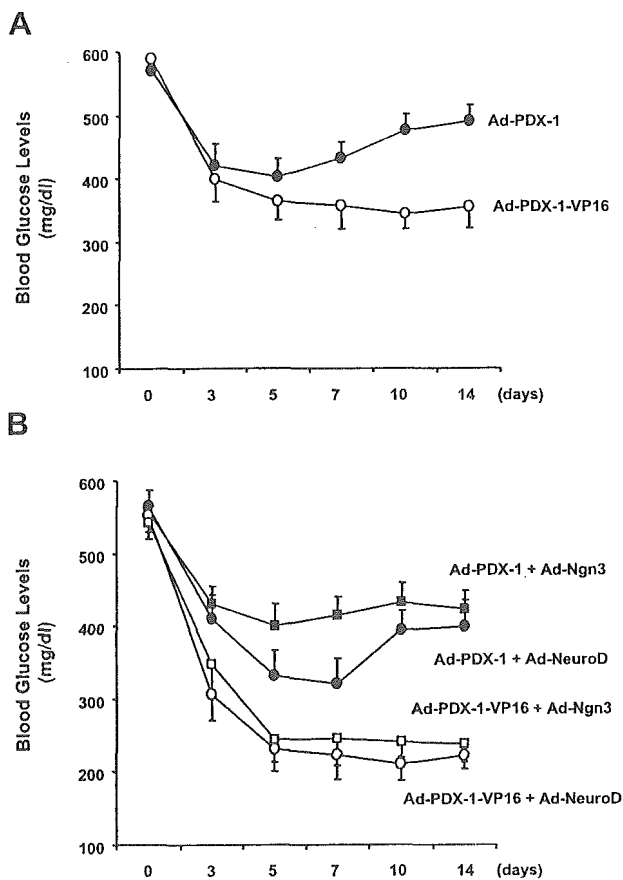 A
Blood Glucose Levels
(mg/dl)
600
500
400
300
200
100
Ad-PDX-1
Ad-PDX-1-VP16
0 3 5 7 10 14 (days)
B
Blood Glucose Levels
(mg/dl)
600
500
400
300
200
100
Ad-PDX-1 + Ad-Ngn3
Ad-PDX-1 + Ad-NeuroD
Ad-PDX-1-VP16 + Ad-Ngn3
Ad-PDX-1-VP16 + Ad-NeuroD
0 3 5 7 10 14 (days)